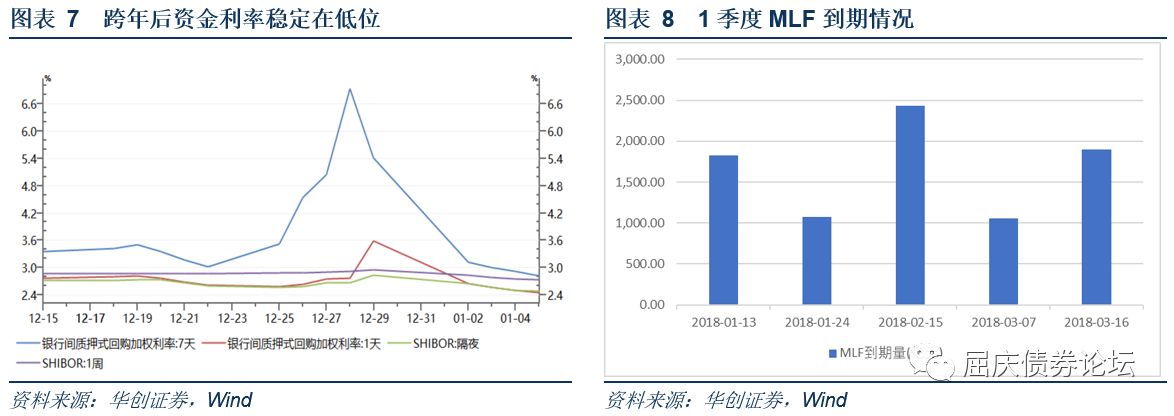 图表 7 跨年后资金利率稳定在低位
%
%
6.6
6.6
6.0
6.0
5.4
5.4
4.8
4.8
4.2
4.2
3.6
3.6
3.0
3.0
2.4
2.4
12-15 12-17 12-19 12-21 12-23 12-25 12-27 12-29 12-31 01-02 01-04
银行间质押式回购加权利率:7天 银行间质押式回购加权利率:1天 SHIBOR:隔夜
SHIBOR:1周
资料来源：华创证券，Wind
图表 8 1 季度 MLF 到期情况
3,000.00
2,500.00
2,000.00
1,500.00
1,000.00
500.00
0.00
2018-01-13 2018-01-24 2018-02-15 2018-03-07 2018-03-16
MLF到期量(
屈庆债券论坛
资料来源：华创证券，Wind